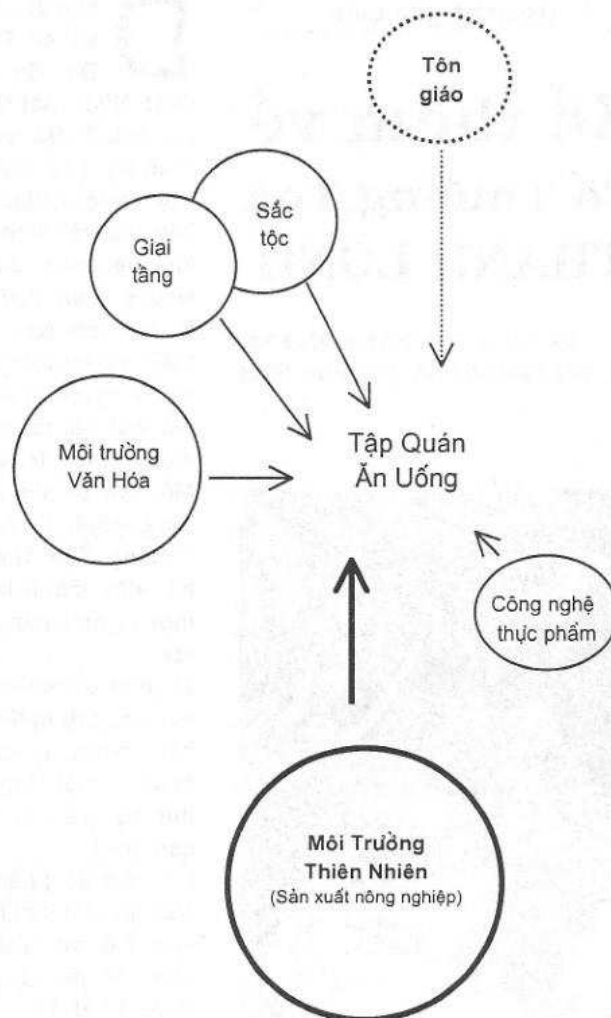 Tôn
giáo
Sắc
tộc
Giai
tầng
Môi trường
Văn Hóa
Tập Quán
Ăn Uống
Công nghệ
thực phẩm
Môi Trường
Thiên Nhiên
(Sản xuất nông nghiệp)